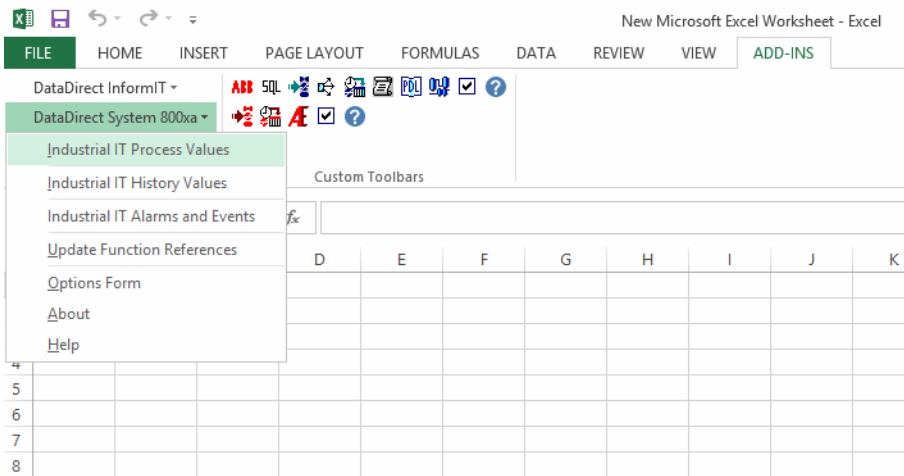 New Microsoft Excel Worksheet - Excel
FILE HOME INSERT PAGE LAYOUT FORMULAS DATA REVIEW VIEW ADD-INS
DataDirect InformIT
ABB SQL PDL ?
DataDirect System 800xa
Æ ?
Industrial IT Process Values
Custom Toolbars
Industrial IT History Values
Industrial IT Alarms and Events fx
Update Function References
D E F G H I J K
Options Form
About
Help
4
5
6
7
8